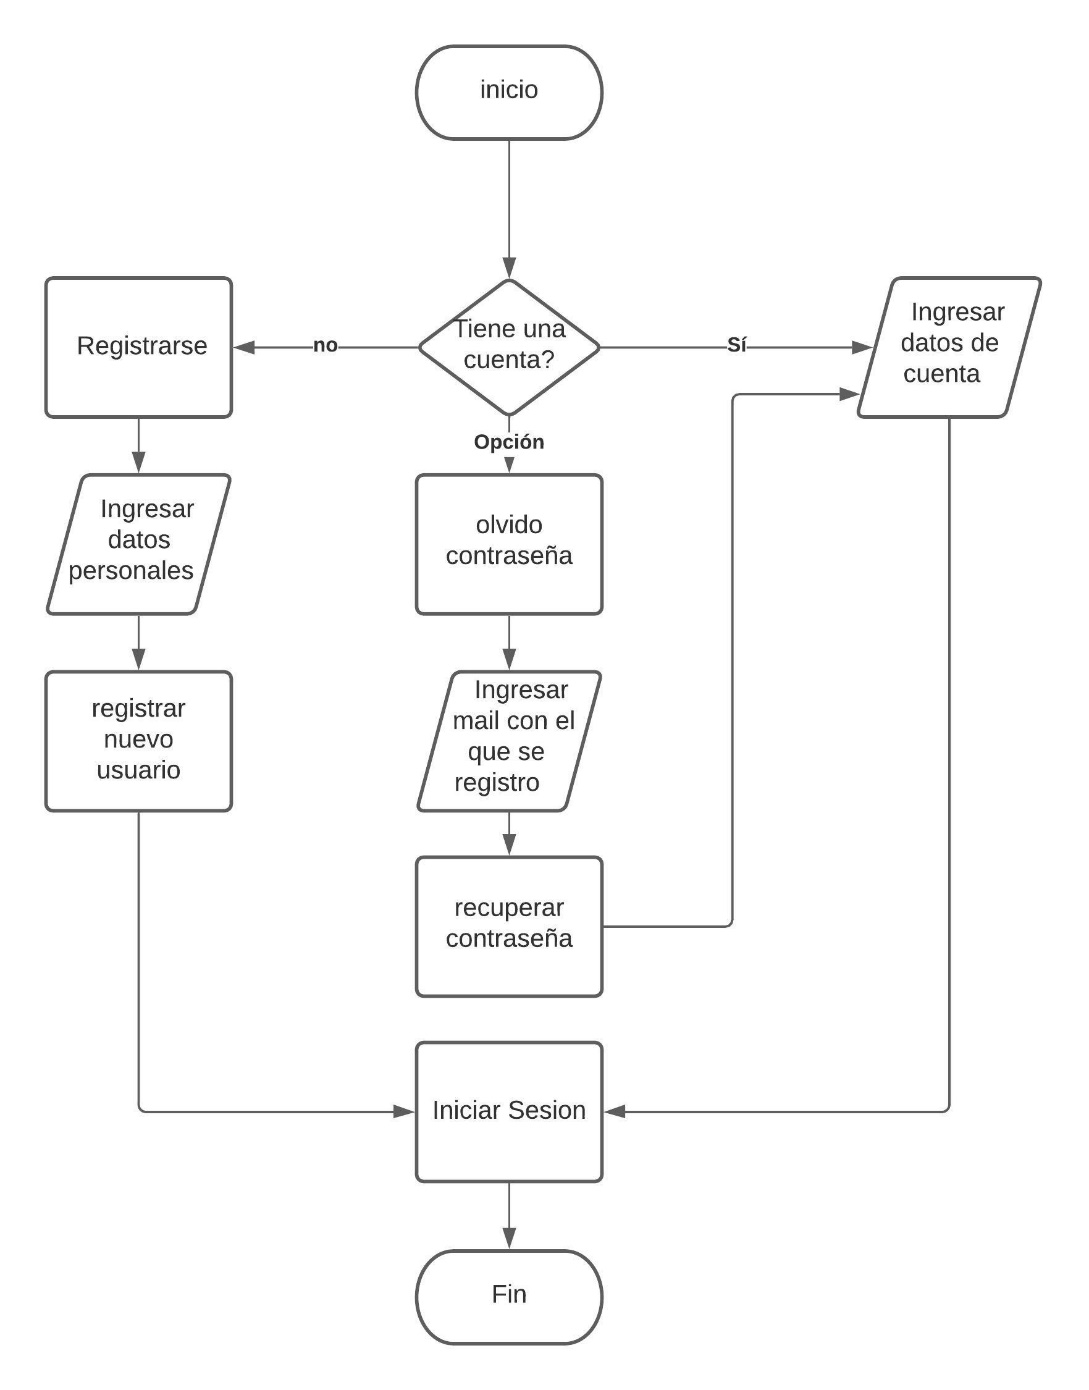 inicio
Registrarse
no
Tiene una
cuenta?
Sí
Ingresar
datos de
cuenta
Opción
Ingresar
datos
personales
olvido
contraseña
registrar
nuevo
usuario
Ingresar
mail con el
que se
registro
recuperar
contraseña
Iniciar Sesion
Fin